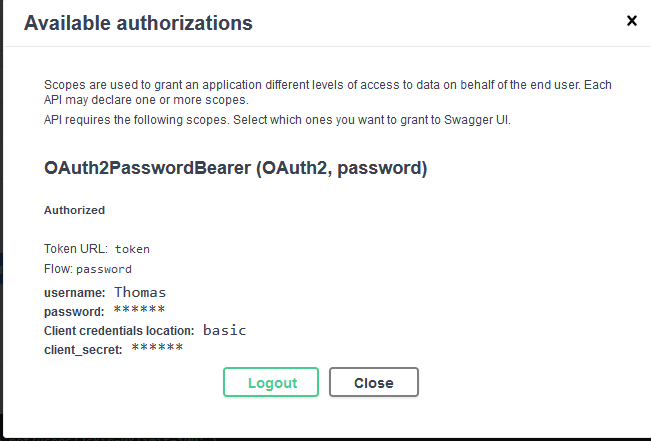 Available authorizations
Scopes are used to grant an application different levels of access to data on behalf of the end user. Each
API may declare one or more scopes.
API requires the following scopes. Select which ones you want to grant to Swagger UI.
OAuth2PasswordBearer (OAuth2, password)
Authorized
Token URL: token
Flow: password
username: Thomas
password: ******
Client credentials location: basic
client_secret: ******
Logout Close